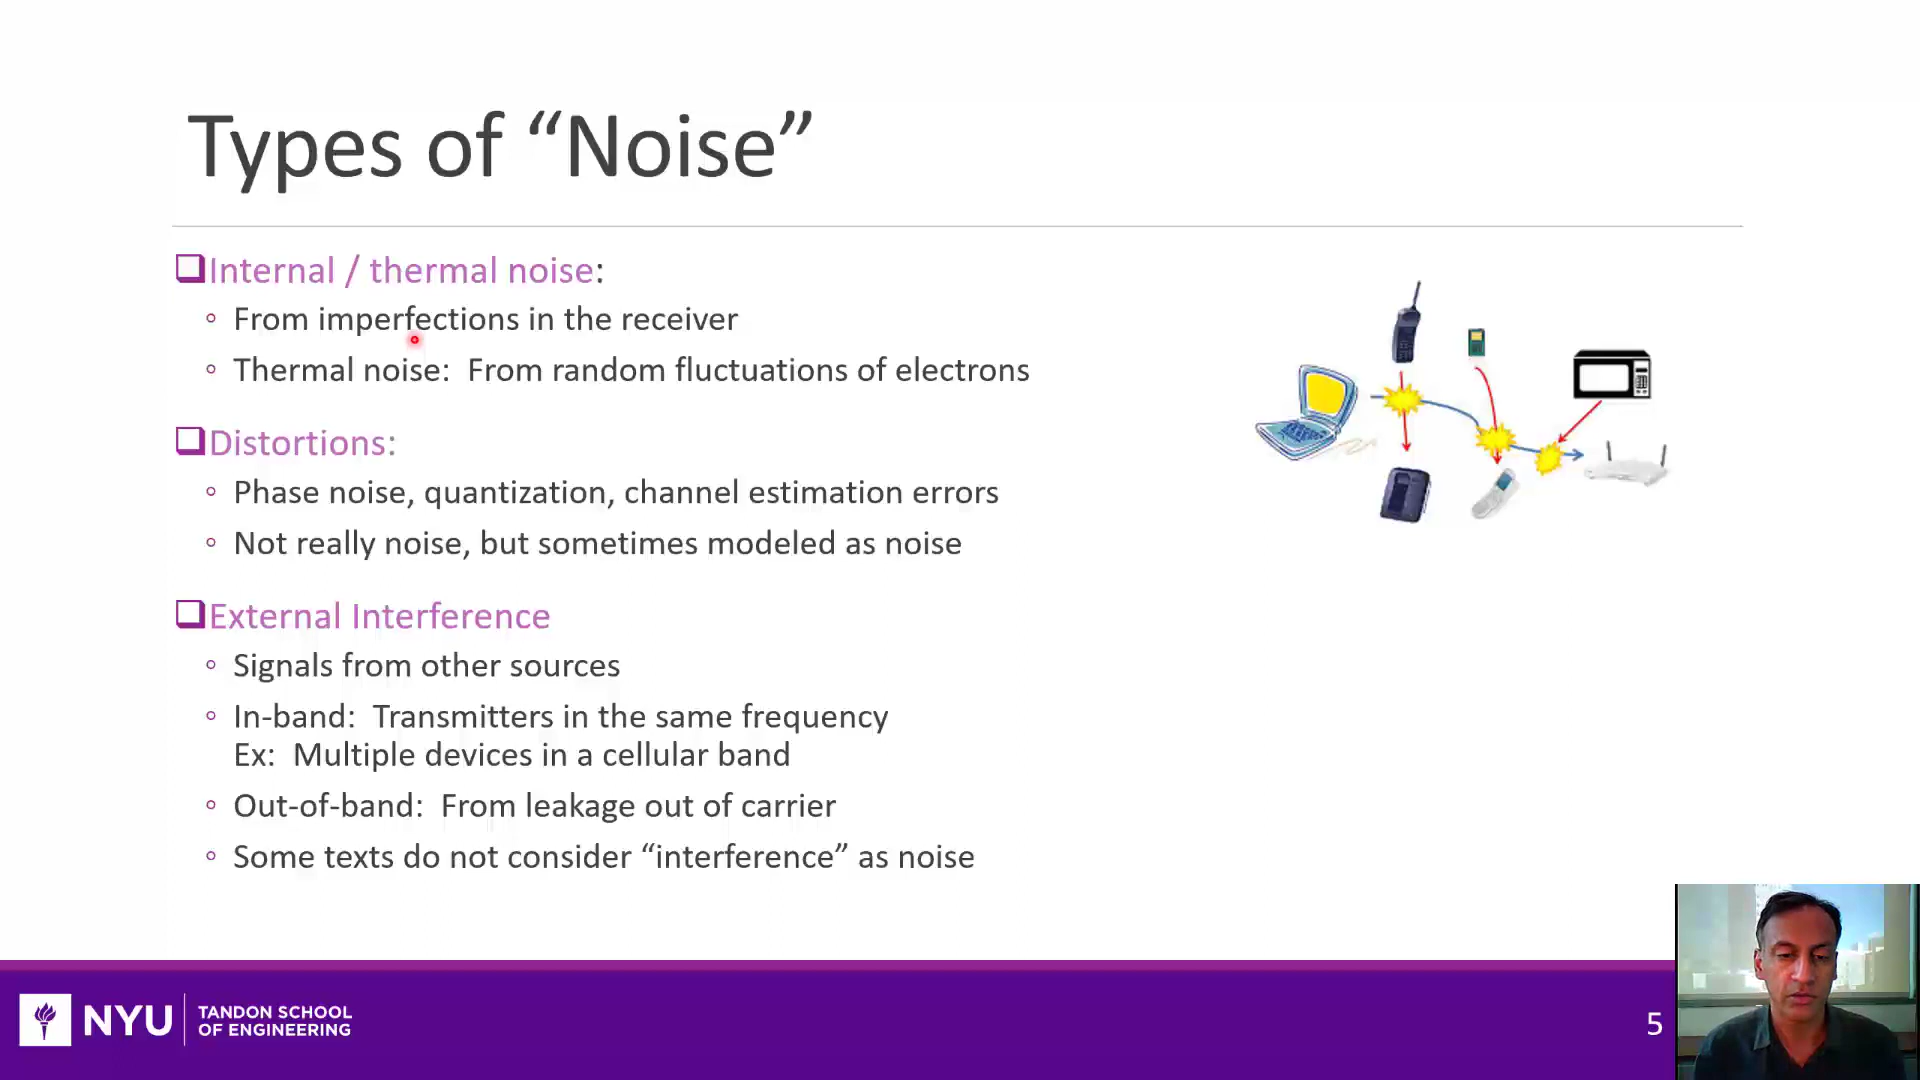 Types of “Noise”
Internal / thermal noise:
From imperfections in the receiver
Thermal noise: From random fluctuations of electrons
Distortions:
Phase noise, quantization, channel estimation errors
Not really noise, but sometimes modeled as noise
External Interference
Signals from other sources
In-band: Transmitters in the same frequency
Ex: Multiple devices in a cellular band
Out-of-band: From leakage out of carrier
Some texts do not consider “interference” as noise
NYU
TANDON SCHOOL
OF ENGINEERING
5